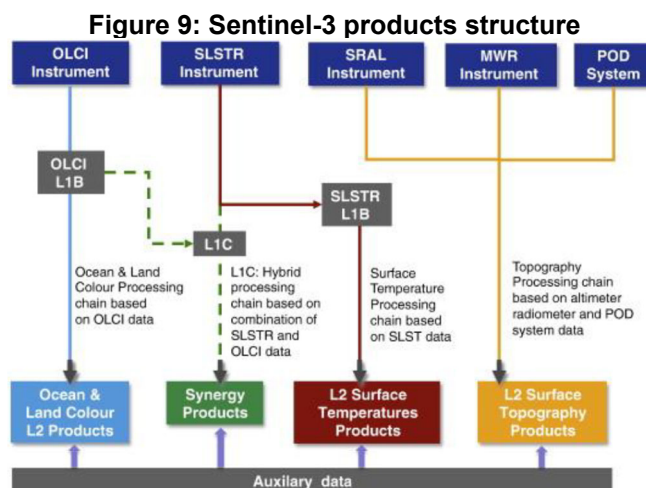 Figure 9: Sentinel-3 products structure
OLCI
Instrument
SLSTR
Instrument
SRAL
Instrument
MWR
Instrument
POD
System
OLCI
L1B
SLSTR
L1B
L1C
Ocean & Land
Colour Processing
chain based
on OLCI data
L1C: Hybrid
processing
chain based on
combination of
SLSTR and
OLCI data
Surface
Temperature
Processing
chain based
on SLST data
Topography
Processing chain
based on altimeter
radiometer and POD
system data
Ocean &
Land Colour
L2 Products
Synergy
Products
L2 Surface
Temperatures
Products
L2 Surface
Topography
Products
Auxilary data